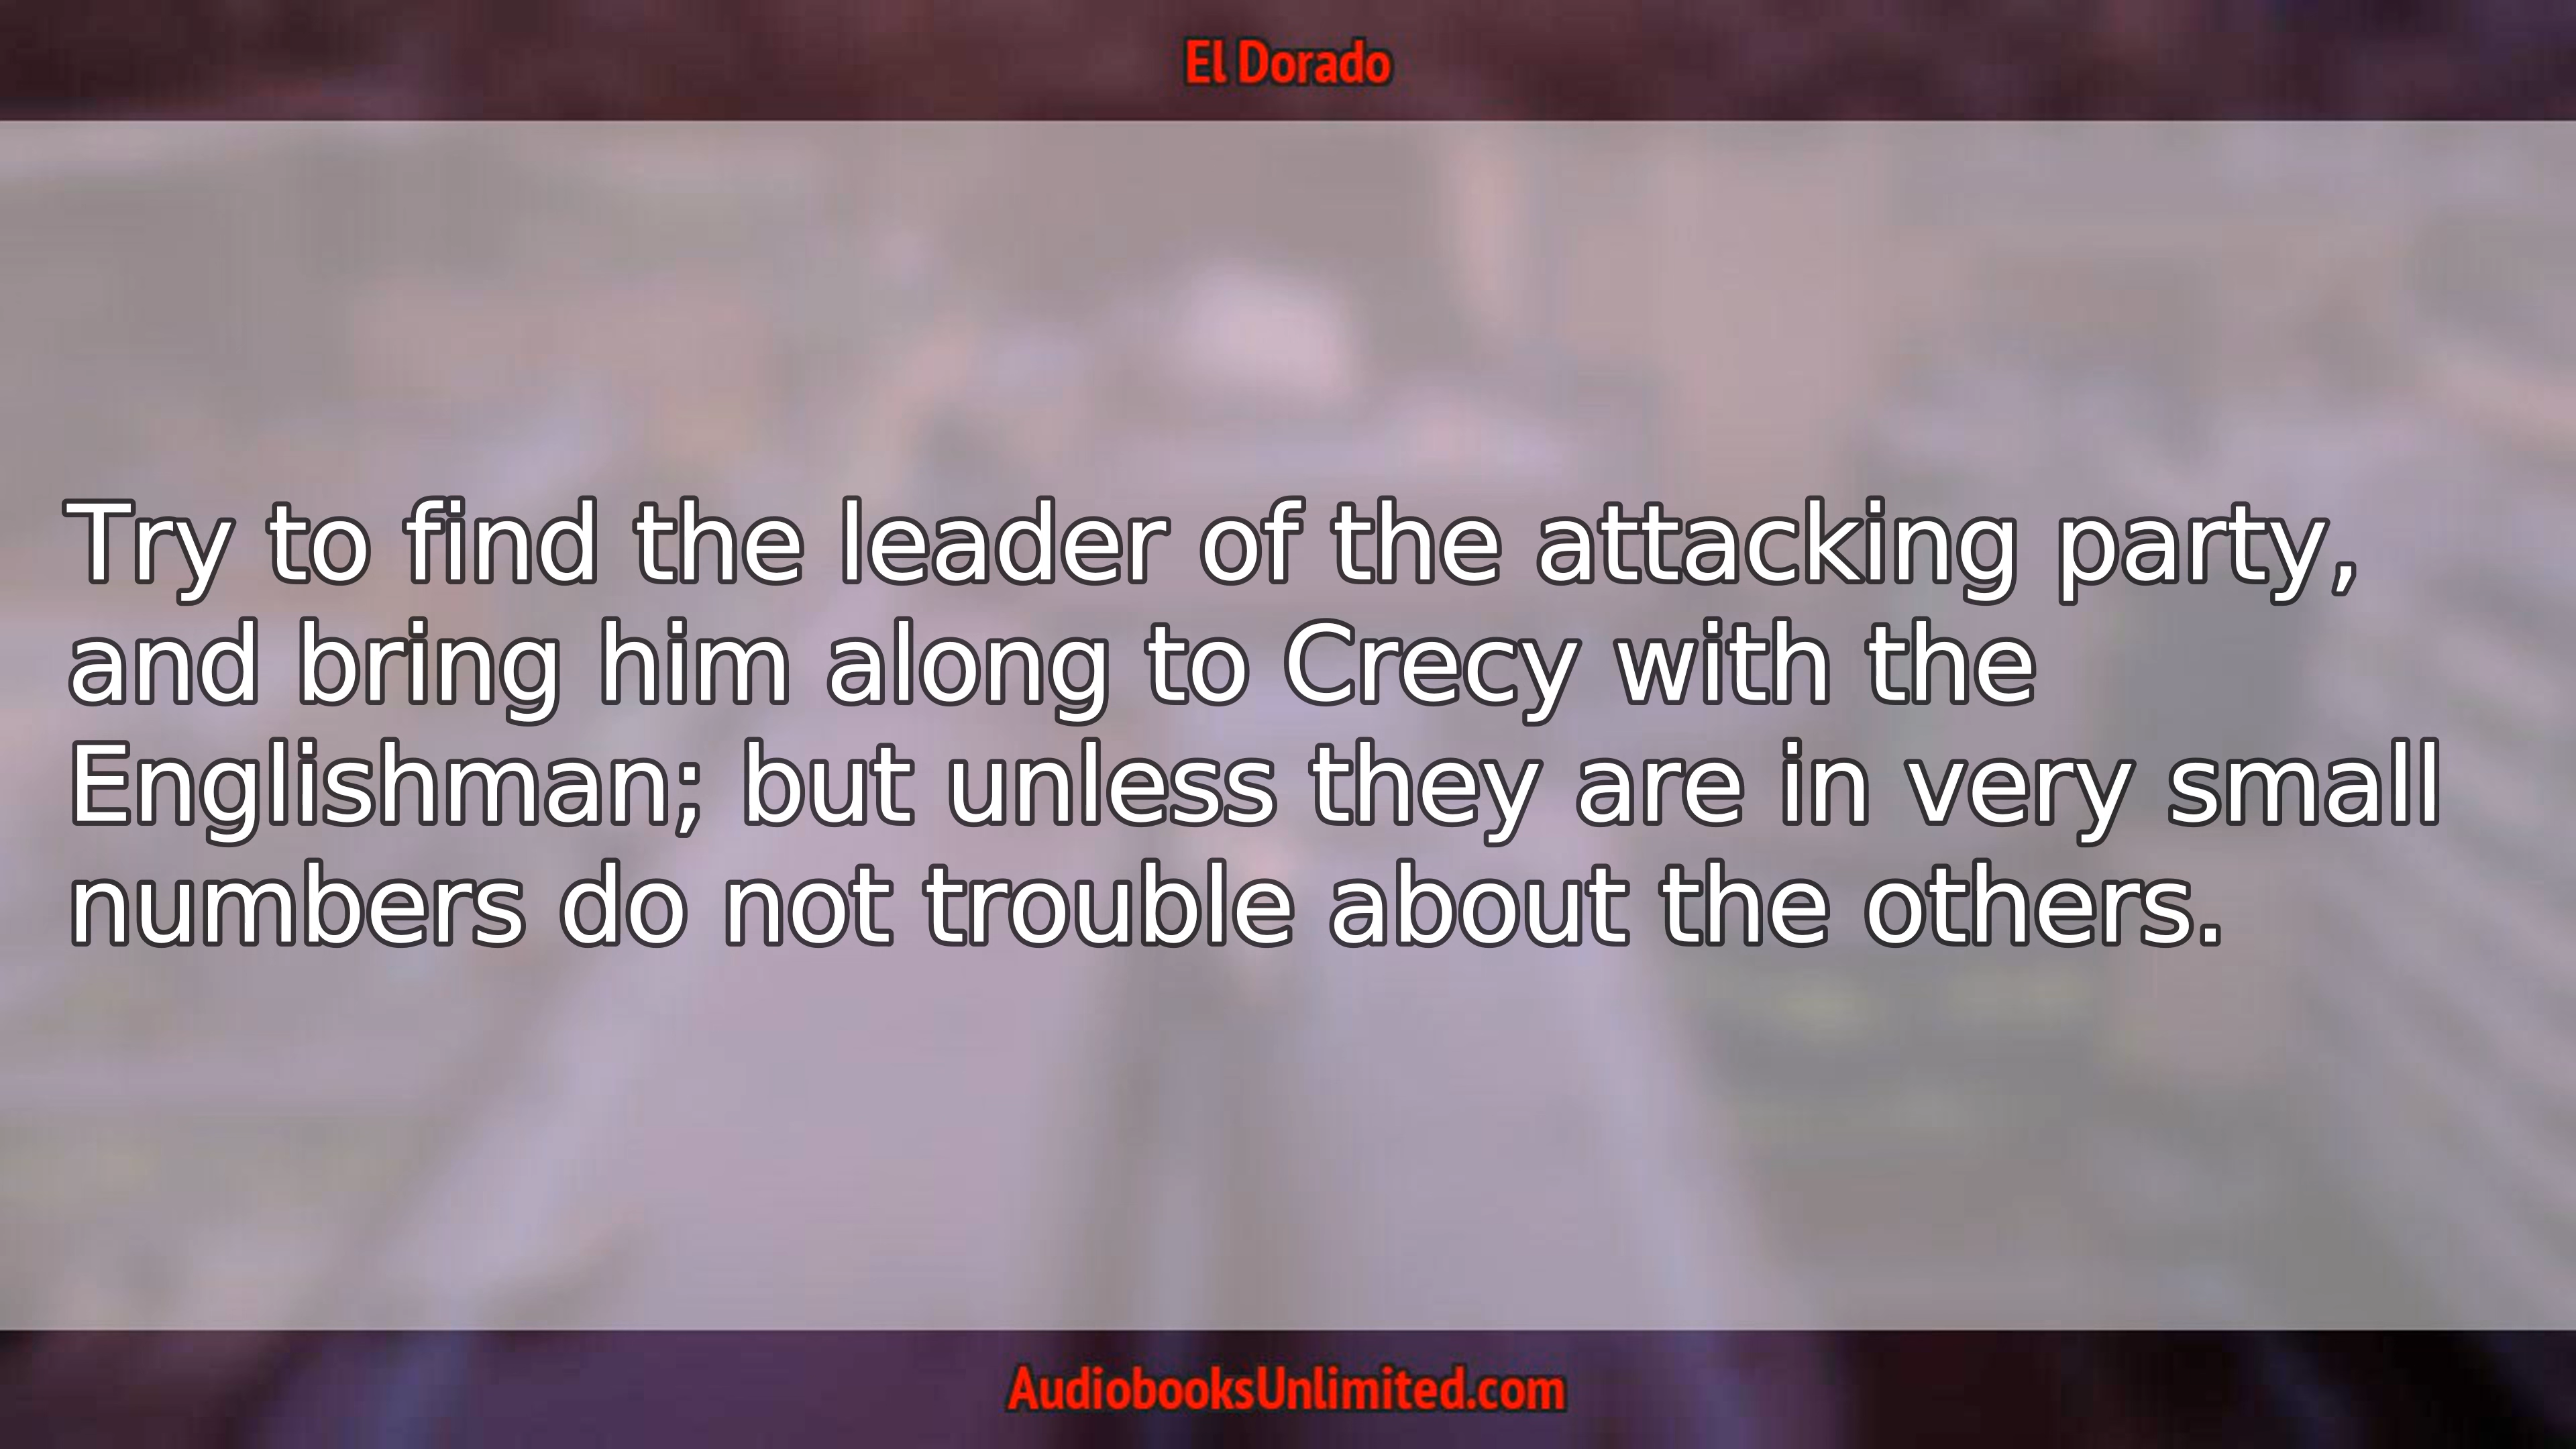 El Dorado
Try to find the leader of the attacking party,
and bring him along to Crecy with the
Englishman; but unless they are in very small
numbers do not trouble about the others.
AudiobooksUnlimited.com